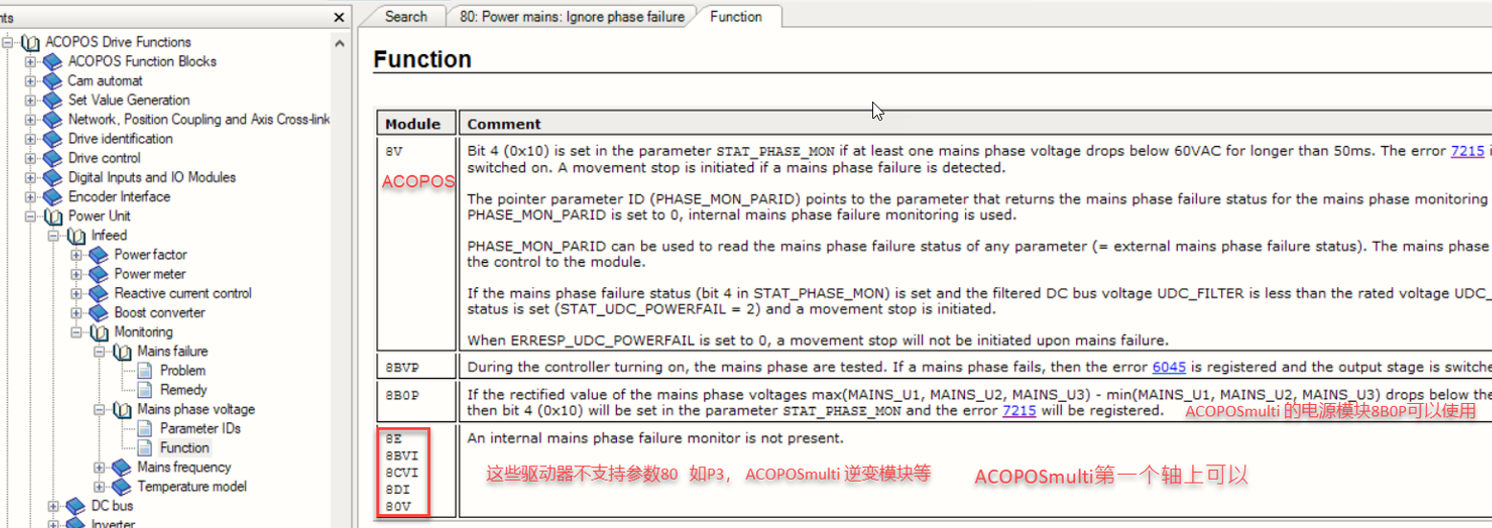 nts
ACOPOS Drive Functions
ACOPOS Function Blocks
Cam automat
Set Value Generation
Network, Position Coupling and Axis Cross-link
Drive identification
Drive control
Digital Inputs and IO Modules
Encoder Interface
Power Unit
Infeed
Power factor
Power meter
Reactive current control
Boost converter
Monitoring
Mains failure
Problem
Remedy
Mains phase voltage
Parameter IDs
Function
Mains frequency
Temperature model
DC bus
Inverter
Search
80: Power mains: Ignore phase failure
Function
Function
Module
Comment
8V
ACOPOS
Bit 4 (0x10) is set in the parameter STAT_PHASE_MON if at least one mains phase voltage drops below 60VAC for longer than 50ms. The error 7215 i
switched on. A movement stop is initiated if a mains phase failure is detected.
The pointer parameter ID (PHASE_MON_PARID) points to the parameter that returns the mains phase failure status for the mains phase monitoring
PHASE_MON_PARID is set to 0, internal mains phase failure monitoring is used.
PHASE_MON_PARID can be used to read the mains phase failure status of any parameter (= external mains phase failure status). The mains phase
the control to the module.
If the mains phase failure status (bit 4 in STAT_PHASE_MON) is set and the filtered DC bus voltage UDC_FILTER is less than the rated voltage UDC_
status is set (STAT_UDC_POWERFAIL = 2) and a movement stop is initiated.
When ERRESP_UDC_POWERFAIL is set to 0, a movement stop will not be initiated upon mains failure.
8BVP
During the controller turning on, the mains phase are tested. If a mains phase fails, then the error 6045 is registered and the output stage is switche
8B0P
If the rectified value of the mains phase voltages max(MAINS_U1, MAINS_U2, MAINS_U3) - min(MAINS_U1, MAINS_U2, MAINS_U3) drops below the
then bit 4 (0x10) will be set in the parameter STAT_PHASE_MON and the error 7215 will be registered.
ACOPOSmulti 的电源模块8B0P可以使用
8E
8BVI
8CVI
8DI
80V
An internal mains phase failure monitor is not present.
这些驱动器不支持参数80 如P3， ACOPOSmulti 逆变模块等
ACOPOSmulti第一个轴上可以